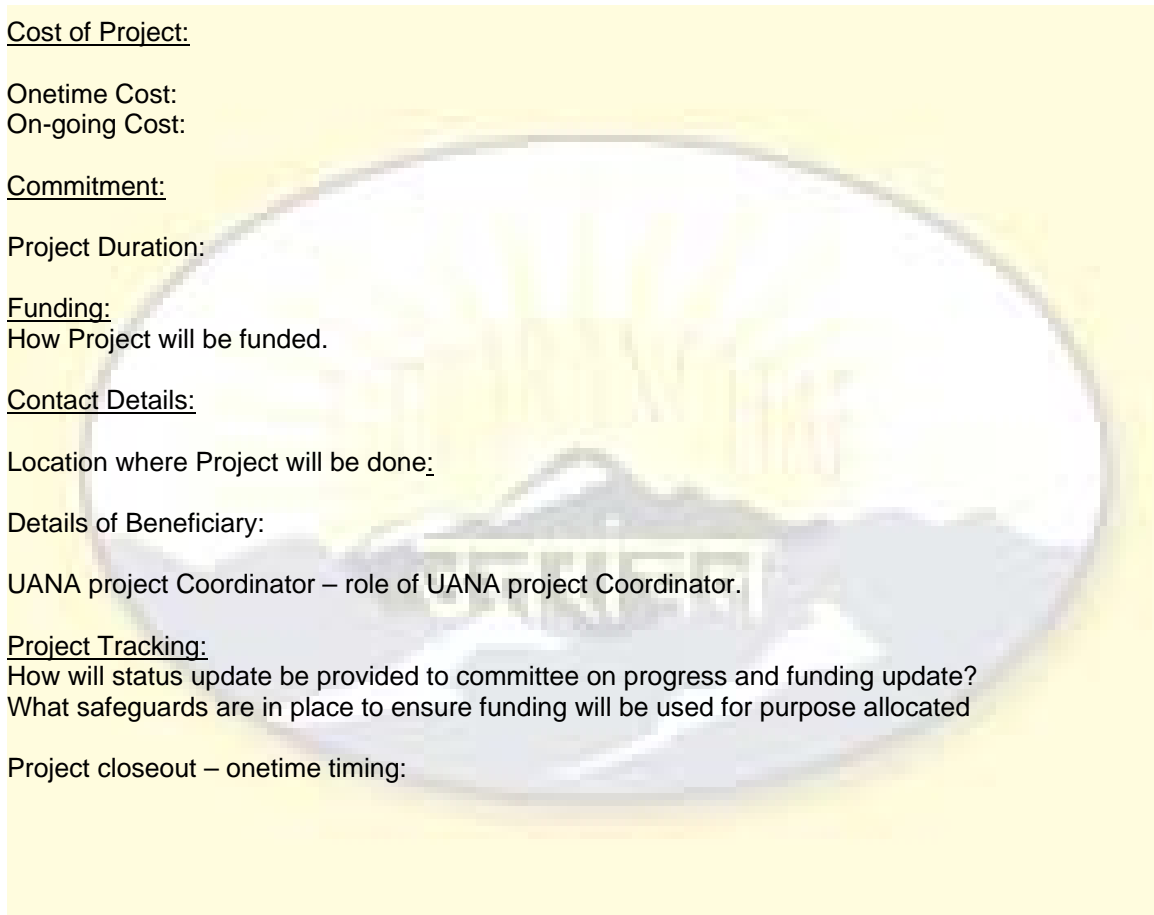 Cost of Project:
Onetime Cost:
On-going Cost:
Commitment:
Project Duration:
Funding:
How Project will be funded.
Contact Details:
Location where Project will be done:
Details of Beneficiary:
UANA project Coordinator – role of UANA project Coordinator.
Project Tracking:
How will status update be provided to committee on progress and funding update?
What safeguards are in place to ensure funding will be used for purpose allocated
Project closeout – onetime timing: